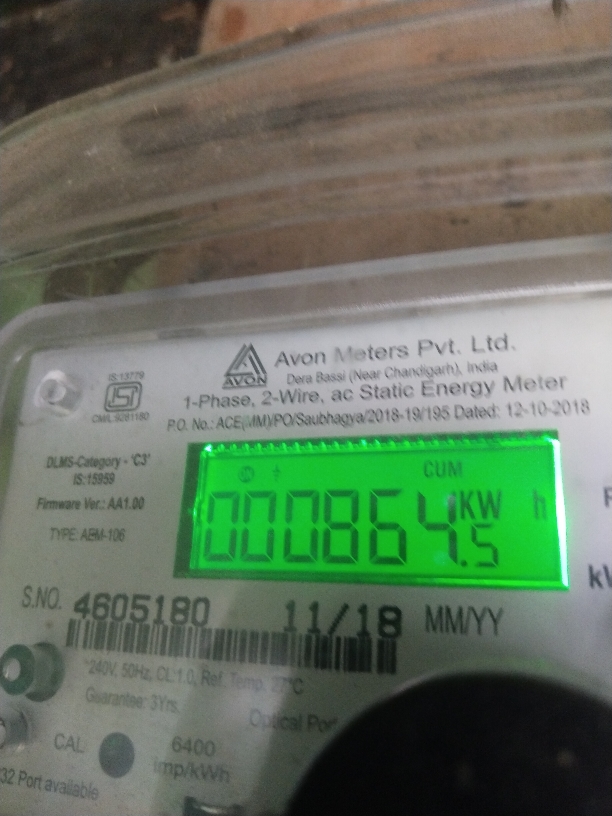 Avon Meters Pvt. Ltd.
AVON
Dera Bassi (Near Chandigarh), India
1-Phase, 2-Wire, ac Static Energy Meter
P.O. No.: ACE(MM)/PO/Saubhagya/2018-19/195 Dated: 12-10-2018
IS:13779
ISI
CM/L:9281180
DLMS-Category - 'C3'
IS:15959
Firmware Ver.: AA1.00
TYPE: AEM-106
CUM
000864.5 KW h
S.NO. 4605180 11/18 MM/YY
~240V, 50Hz, CL:1.0, Ref. Temp. 27°C
Guarantee: 3Yrs.
Optical Por
CAL
6400
imp/kWh
32 Port available